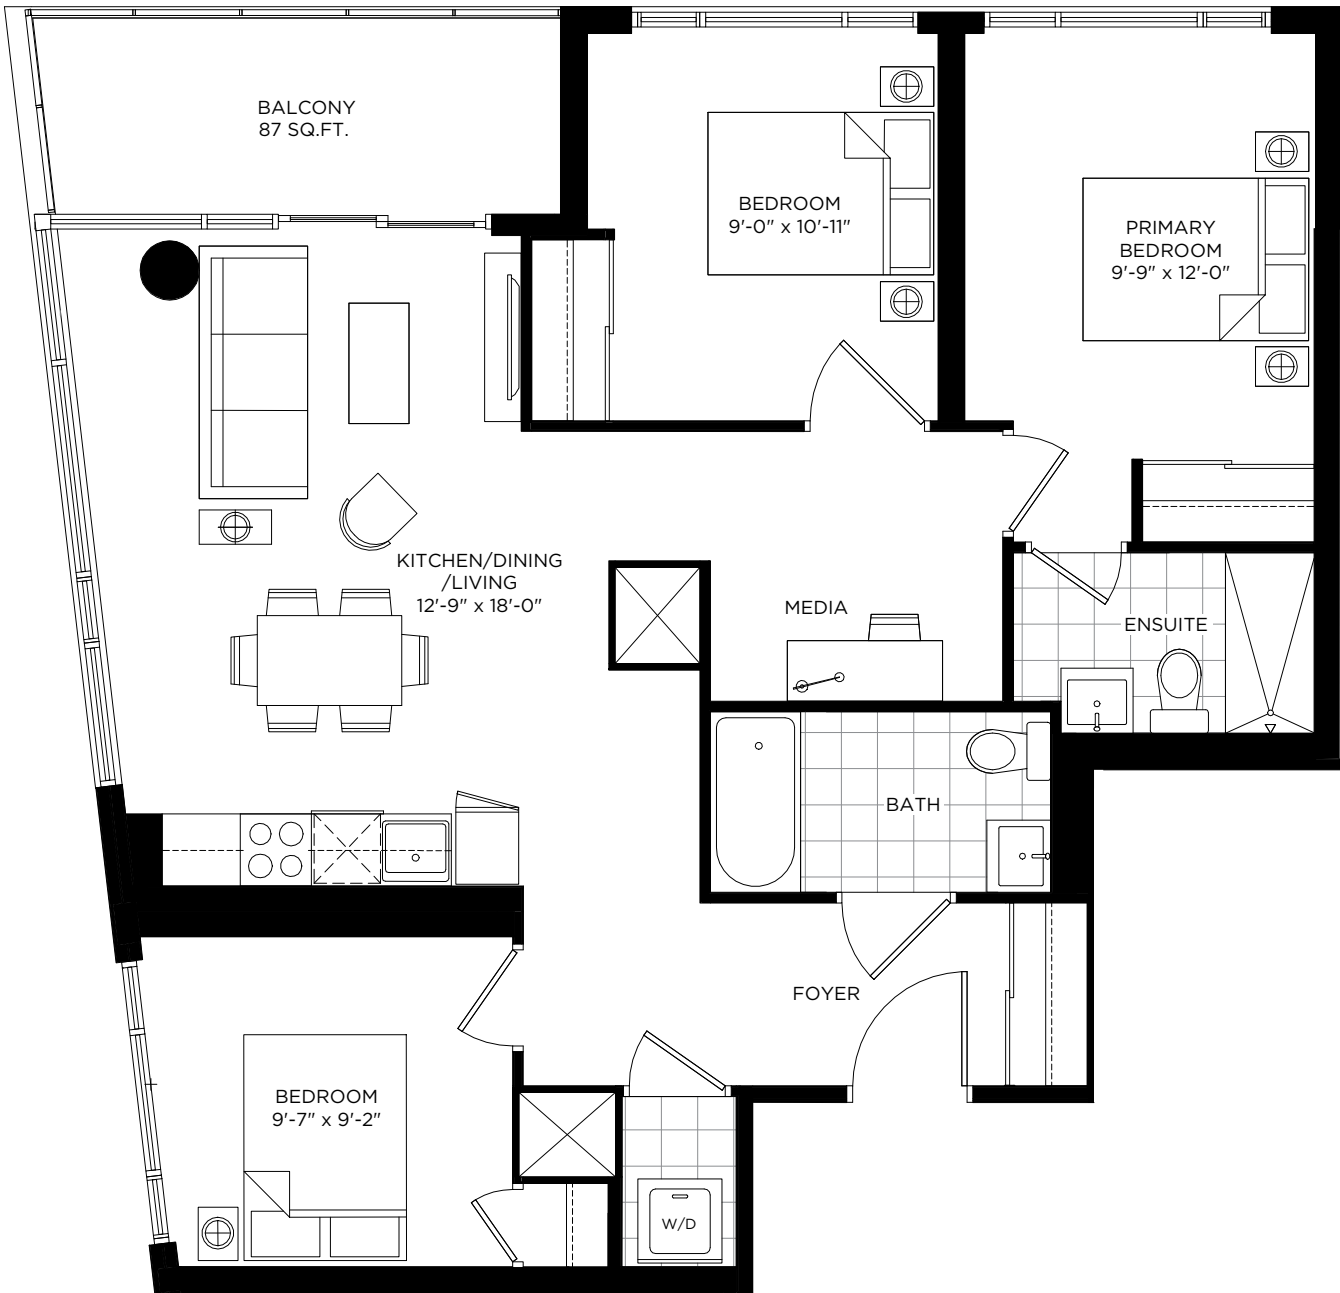 BALCONY
87 SQ.FT.
BEDROOM
9'-0" x 10'-11"
PRIMARY
BEDROOM
9'-9" x 12'-0"
KITCHEN/DINING
/LIVING
12'-9" x 18'-0"
MEDIA
ENSUITE
BATH
FOYER
BEDROOM
9'-7" x 9'-2"
W/D